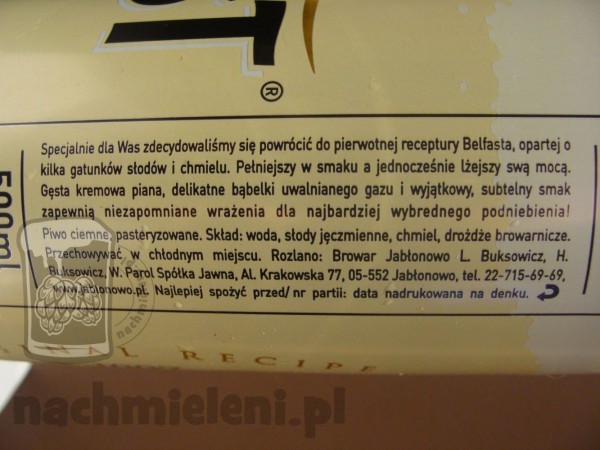 ST®
Specjalnie dla Was zdecydowaliśmy się powrócić do pierwotnej receptury Belfasta, opartej o
kilka gatunków słodów i chmielu. Pełniejszy w smaku a jednocześnie lżejszy swą mocą.
Gęsta kremowa piana, delikatne bąbelki uwalnianego gazu i wyjątkowy, subtelny smak
zapewnią niezapomniane wrażenia dla najbardziej wybrednego podniebienia!
Piwo ciemne, pasteryzowane. Skład: woda, słody jęczmienne, chmiel, drożdże browarnicze.
Przechowywać w chłodnym miejscu. Rozlano: Browar Jabłonowo L. Buksowicz, H.
Buksowicz, W. Parol Spółka Jawna, Al. Krakowska 77, 05-552 Jabłonowo, tel. 22-715-69-69,
www.jablonowo.pl. Najlepiej spożyć przed/ nr partii: data nadrukowana na denku.
500ml
GINAL RECIPE
nachmieleni.pl